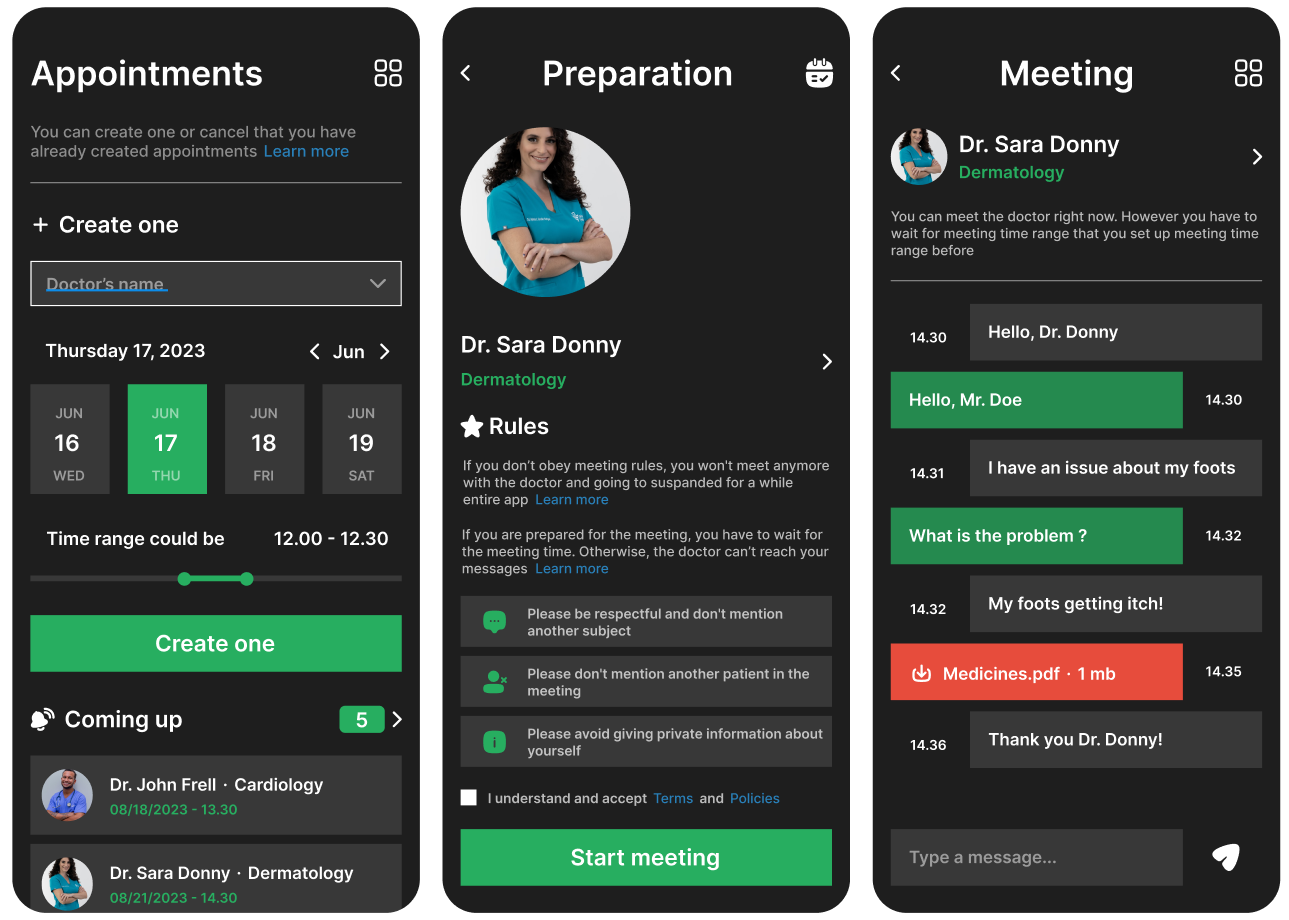 Appointments
You can create one or cancel that you have
already created appointments Learn more
+ Create one
Doctor's name
Thursday 17, 2023
Jun
JUN
16
WED
JUN
17
THU
JUN
18
FRI
JUN
19
SAT
Time range could be
12.00 - 12.30
Create one
Coming up
5
Dr. John Frell · Cardiology
08/18/2023 - 13.30
Dr. Sara Donny · Dermatology
08/21/2023 - 14.30
Preparation
Dr. Sara Donny
Dermatology
Rules
If you don't obey meeting rules, you won't meet anymore
with the doctor and going to suspanded for a while
entire app Learn more
If you are prepared for the meeting, you have to wait for
the meeting time. Otherwise, the doctor can't reach your
messages Learn more
Please be respectful and don't mention
another subject
Please don't mention another patient in the
meeting
Please avoid giving private information about
yourself
I understand and accept Terms and Policies
Start meeting
Meeting
Dr. Sara Donny
Dermatology
You can meet the doctor right now. However you have to
wait for meeting time range that you set up meeting time
range before
14.30
Hello, Dr. Donny
Hello, Mr. Doe
14.30
14.31
I have an issue about my foots
What is the problem ?
14.32
14.32
My foots getting itch!
Medicines.pdf · 1 mb
14.35
14.36
Thank you Dr. Donny!
Type a message...